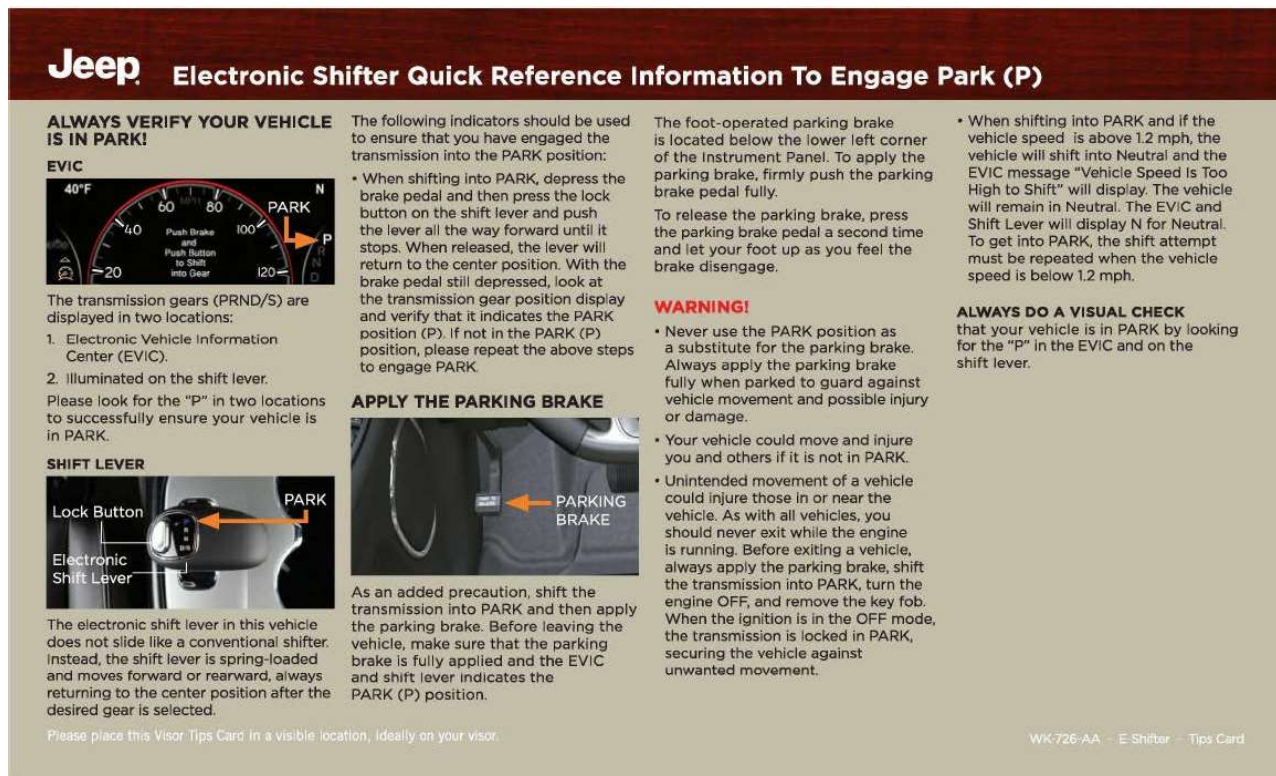 Jeep Electronic Shifter Quick Reference Information To Engage Park (P)
ALWAYS VERIFY YOUR VEHICLE
IS IN PARK!
EVIC
40°F
N
MPH
20
40
60
80
100
120
Push Brake
and
Push Button
to Shift
into Gear
PARK
P
R
N
D
The transmission gears (PRND/S) are
displayed in two locations:
1. Electronic Vehicle Information
Center (EVIC).
2. Illuminated on the shift lever.
Please look for the “P” in two locations
to successfully ensure your vehicle is
in PARK.
SHIFT LEVER
PARK
Lock Button
Electronic
Shift Lever
The electronic shift lever in this vehicle
does not slide like a conventional shifter.
Instead, the shift lever is spring-loaded
and moves forward or rearward, always
returning to the center position after the
desired gear is selected.
The following indicators should be used
to ensure that you have engaged the
transmission into the PARK position:
• When shifting into PARK, depress the
brake pedal and then press the lock
button on the shift lever and push
the lever all the way forward until it
stops. When released, the lever will
return to the center position. With the
brake pedal still depressed, look at
the transmission gear position display
and verify that it indicates the PARK
position (P). If not in the PARK (P)
position, please repeat the above steps
to engage PARK.
APPLY THE PARKING BRAKE
PARKING
BRAKE
As an added precaution, shift the
transmission into PARK and then apply
the parking brake. Before leaving the
vehicle, make sure that the parking
brake is fully applied and the EVIC
and shift lever indicates the
PARK (P) position.
The foot-operated parking brake
is located below the lower left corner
of the Instrument Panel. To apply the
parking brake, firmly push the parking
brake pedal fully.
To release the parking brake, press
the parking brake pedal a second time
and let your foot up as you feel the
brake disengage.
WARNING!
• Never use the PARK position as
a substitute for the parking brake.
Always apply the parking brake
fully when parked to guard against
vehicle movement and possible injury
or damage.
• Your vehicle could move and injure
you and others if it is not in PARK.
• Unintended movement of a vehicle
could injure those in or near the
vehicle. As with all vehicles, you
should never exit while the engine
is running. Before exiting a vehicle,
always apply the parking brake, shift
the transmission into PARK, turn the
engine OFF, and remove the key fob.
When the ignition is in the OFF mode,
the transmission is locked in PARK,
securing the vehicle against
unwanted movement.
• When shifting into PARK and if the
vehicle speed is above 1.2 mph, the
vehicle will shift into Neutral and the
EVIC message “Vehicle Speed Is Too
High to Shift” will display. The vehicle
will remain in Neutral. The EVIC and
Shift Lever will display N for Neutral.
To get into PARK, the shift attempt
must be repeated when the vehicle
speed is below 1.2 mph.
ALWAYS DO A VISUAL CHECK
that your vehicle is in PARK by looking
for the “P” in the EVIC and on the
shift lever.
Please place this Visor Tips Card in a visible location, ideally on your visor.
WK-726-AA - E-Shifter - Tips Card